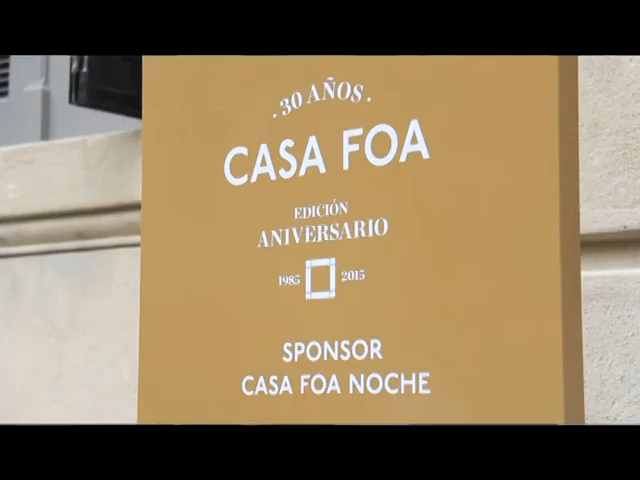 · 30 AÑOS ·
CASA FOA
EDICIÓN
ANIVERSARIO
1985 2015
SPONSOR
CASA FOA NOCHE